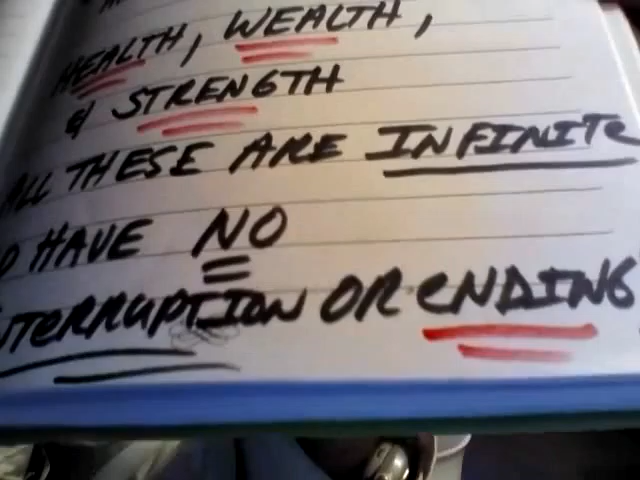 HEALTH, WEALTH,
& STRENGTH
ALL THESE ARE INFINITE
HAVE NO
INTERRUPTION OR ENDING